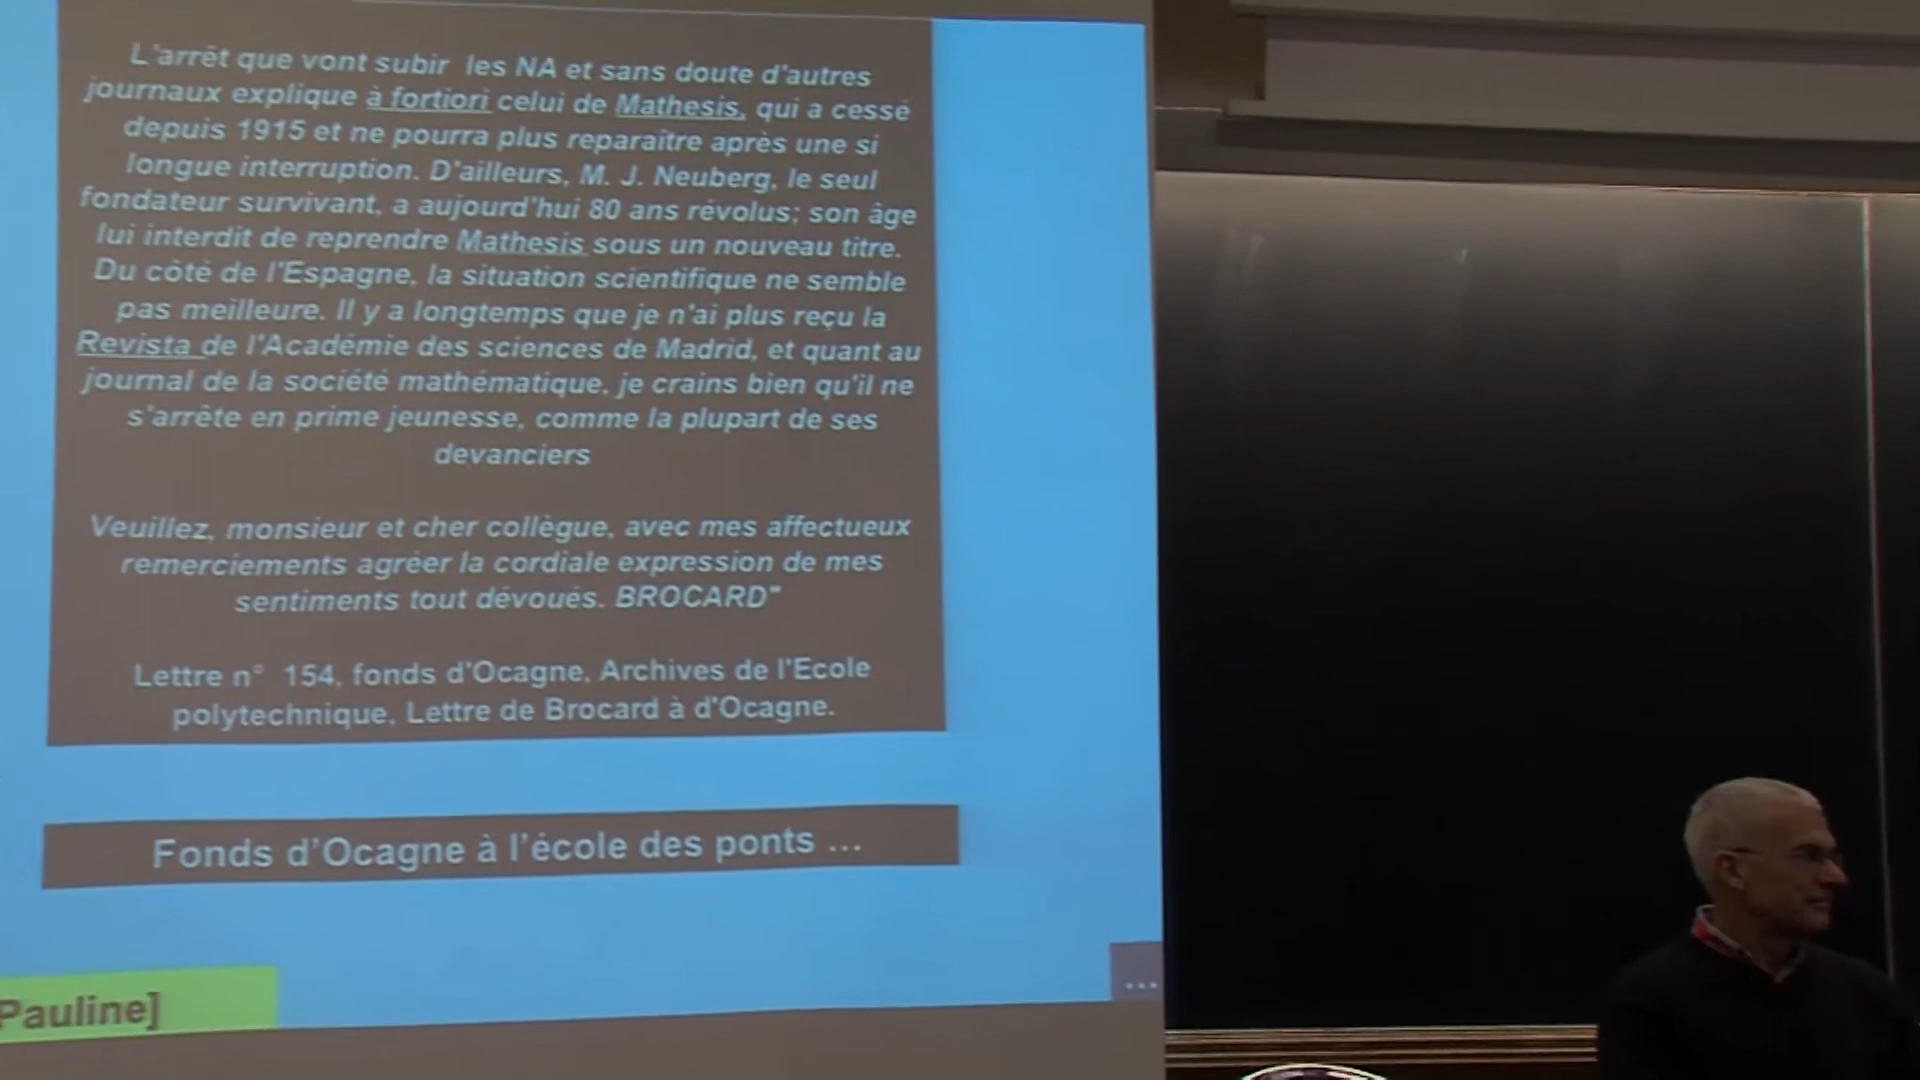 L'arrêt que vont subir les NA et sans doute d'autres
journaux explique à fortiori celui de Mathesis, qui a cessé
depuis 1915 et ne pourra plus reparaître après une si
longue interruption. D'ailleurs, M. J. Neuberg, le seul
fondateur survivant, a aujourd'hui 80 ans révolus; son âge
lui interdit de reprendre Mathesis sous un nouveau titre.
Du côté de l'Espagne, la situation scientifique ne semble
pas meilleure. Il y a longtemps que je n'ai plus reçu la
Revista de l'Académie des sciences de Madrid, et quant au
journal de la société mathématique, je crains bien qu'il ne
s'arrête en prime jeunesse, comme la plupart de ses
devanciers
Veuillez, monsieur et cher collègue, avec mes affectueux
remerciements agréer la cordiale expression de mes
sentiments tout dévoués. BROCARD"
Lettre n° 154, fonds d'Ocagne, Archives de l'Ecole
polytechnique, Lettre de Brocard à d'Ocagne.
Fonds d'Ocagne à l'école des ponts ...
Pauline]
...